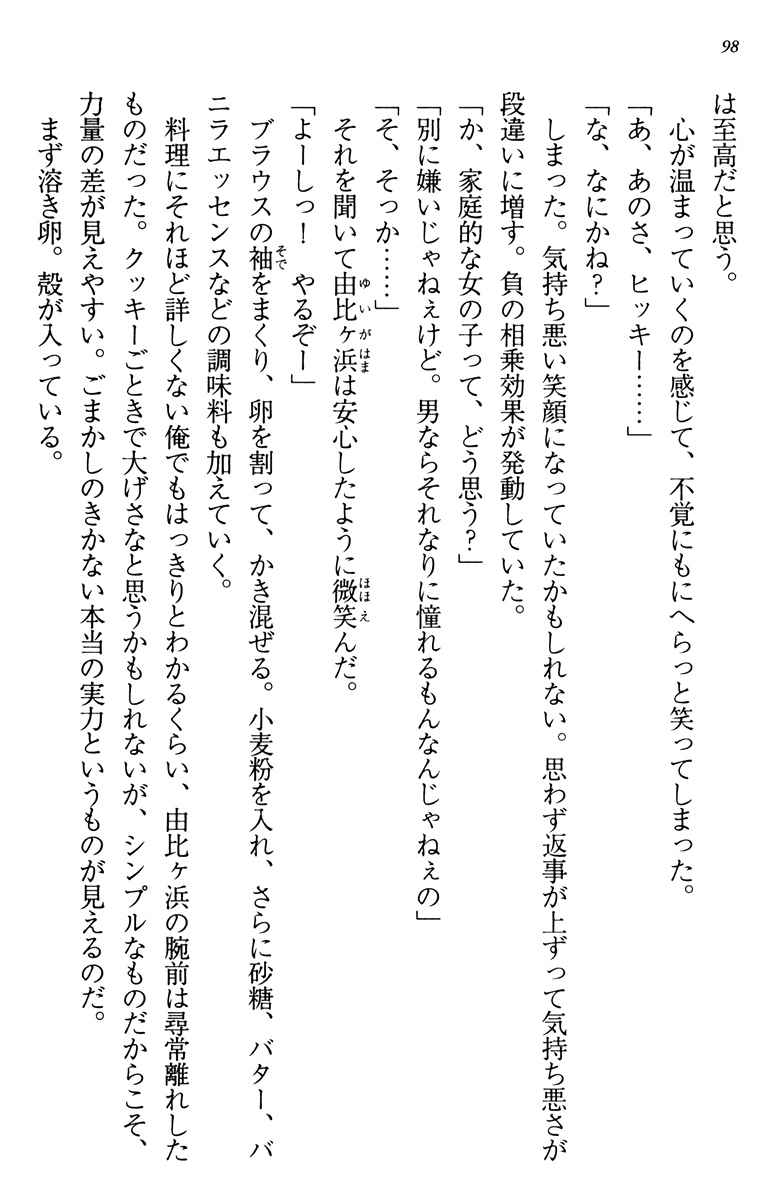 98
は至高だと思う。
　心が温まっていくのを感じて、不覚にもにへらっと笑ってしまった。
「あ、あのさ、ヒッキー……」
「な、なにかね？」
　しまった。気持ち悪い笑顔になっていたかもしれない。思わず返事が上ずって気持ち悪さが
段違いに増す。負の相乗効果が発動していた。
「か、家庭的な女の子って、どう思う？」
「別に嫌いじゃねぇけど。男ならそれなりに憧れるもんなんじゃねぇの」
「そ、そっか……」
　それを聞いて由比ヶ浜は安心したように微笑んだ。
「よーしっ！　やるぞー」
　ブラウスの袖をまくり、卵を割って、かき混ぜる。小麦粉を入れ、さらに砂糖、バター、バ
ニラエッセンスなどの調味料も加えていく。
　料理にそれほど詳しくない俺でもはっきりとわかるくらい、由比ヶ浜の腕前は尋常離れした
ものだった。クッキーごときで大げさなと思うかもしれないが、シンプルなものだからこそ、
力量の差が見えやすい。ごまかしのきかない本当の実力というものが見えるのだ。
　まず溶き卵。殻が入っている。